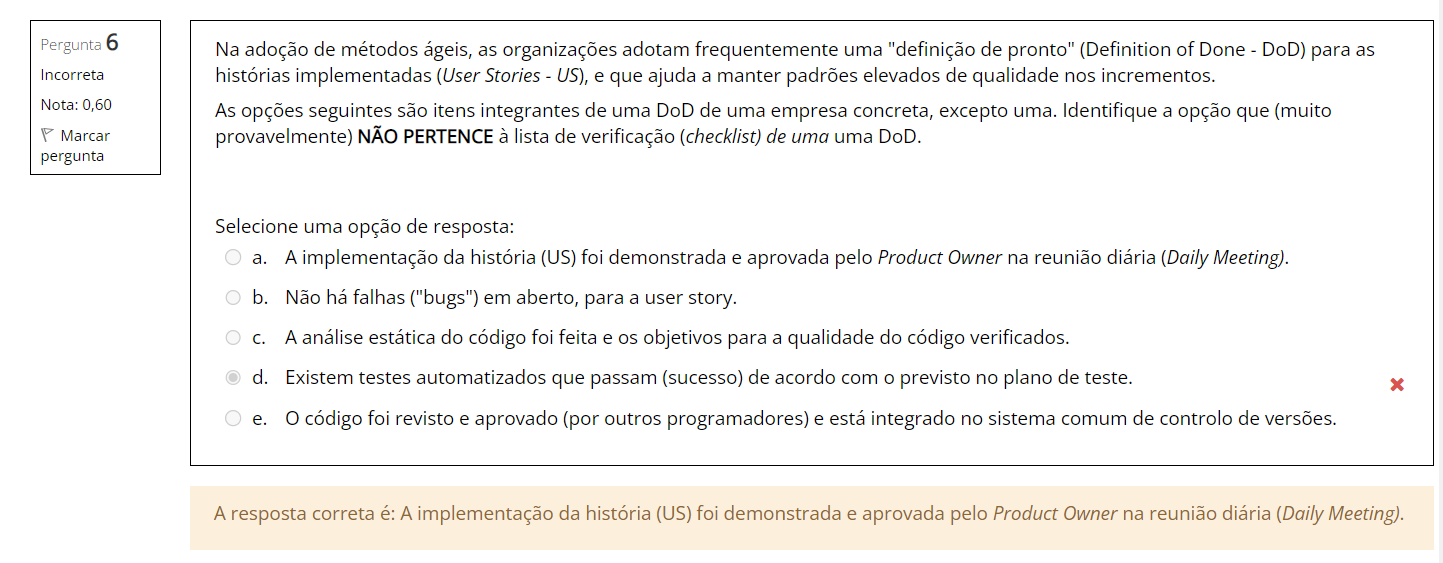 Pergunta 6
Incorreta
Nota: 0,60
Marcar
pergunta
Na adoção de métodos ágeis, as organizações adotam frequentemente uma "definição de pronto" (Definition of Done - DoD) para as
histórias implementadas (User Stories - US), e que ajuda a manter padrões elevados de qualidade nos incrementos.
As opções seguintes são itens integrantes de uma DoD de uma empresa concreta, excepto uma. Identifique a opção que (muito
provavelmente) NÃO PERTENCE à lista de verificação (checklist) de uma uma DoD.
Selecione uma opção de resposta:
a. A implementação da história (US) foi demonstrada e aprovada pelo Product Owner na reunião diária (Daily Meeting).
b. Não há falhas ("bugs") em aberto, para a user story.
c. A análise estática do código foi feita e os objetivos para a qualidade do código verificados.
d. Existem testes automatizados que passam (sucesso) de acordo com o previsto no plano de teste.
e. O código foi revisto e aprovado (por outros programadores) e está integrado no sistema comum de controlo de versões.
A resposta correta é: A implementação da história (US) foi demonstrada e aprovada pelo Product Owner na reunião diária (Daily Meeting).